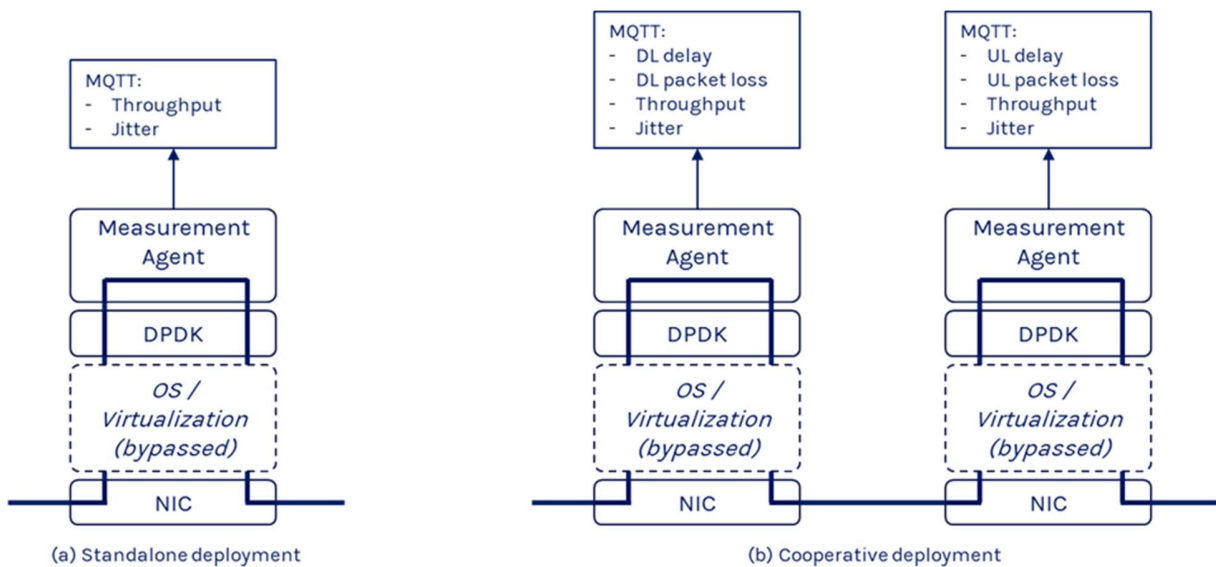 MQTT:
- Throughput
- Jitter
Measurement
Agent
DPDK
OS /
Virtualization
(bypassed)
NIC
(a) Standalone deployment
MQTT:
- DL delay
- DL packet loss
- Throughput
- Jitter
Measurement
Agent
DPDK
OS /
Virtualization
(bypassed)
NIC
MQTT:
- UL delay
- UL packet loss
- Throughput
- Jitter
Measurement
Agent
DPDK
OS /
Virtualization
(bypassed)
NIC
(b) Cooperative deployment